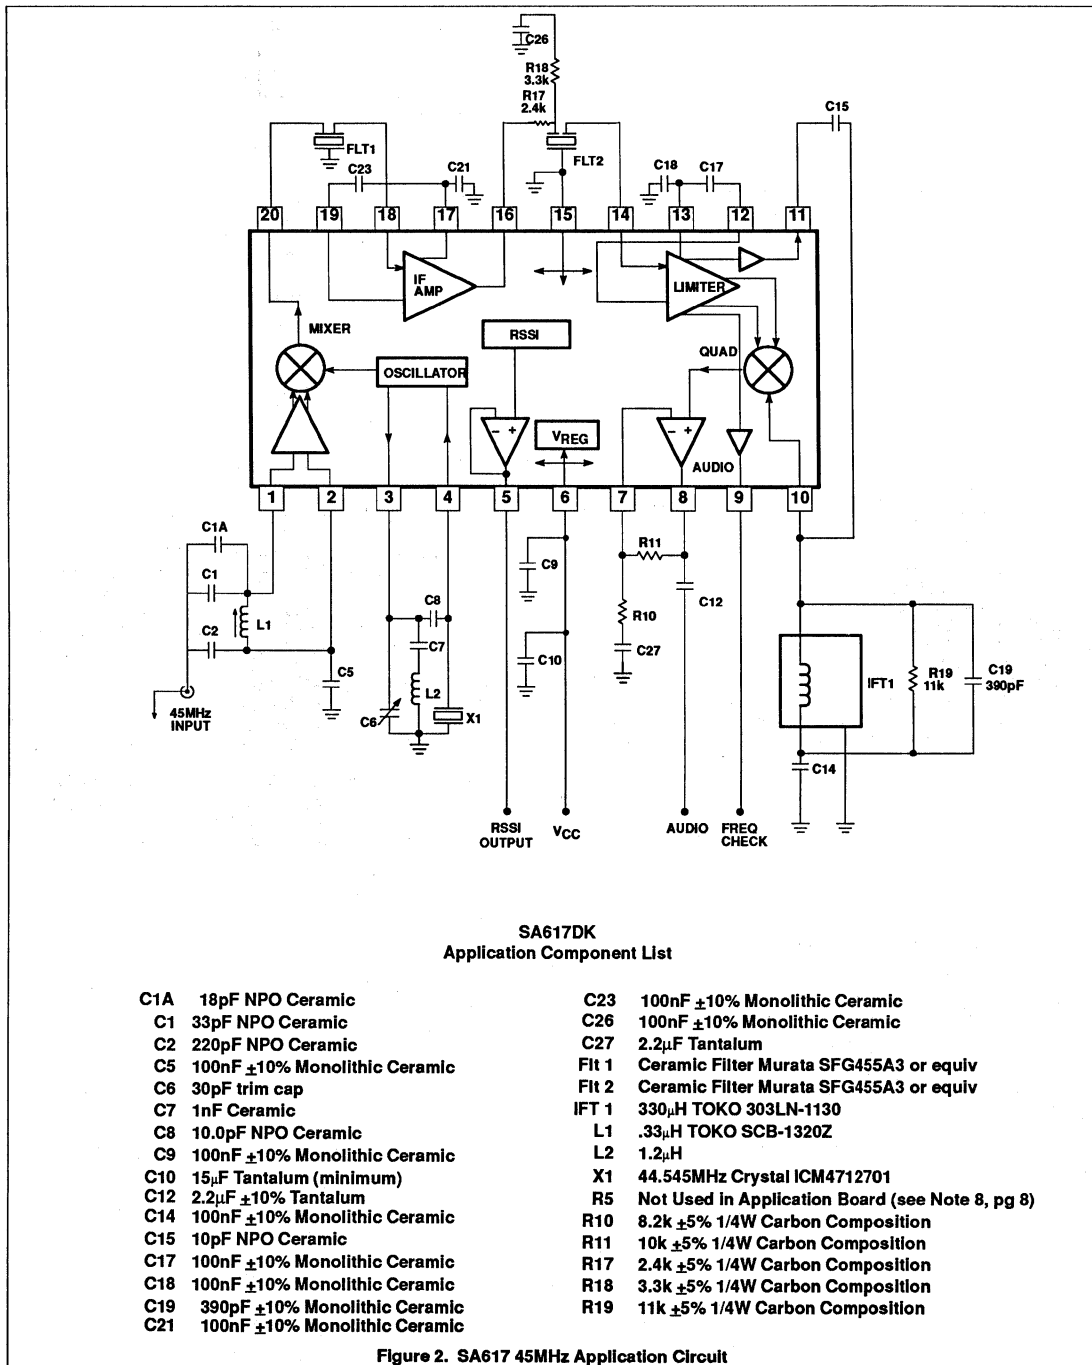 C26
R18
3.3k
R17
2.4k
C15
FLT1
FLT2
C23
C21
C18
C17
20
19
18
17
16
15
14
13
12
11
IF
AMP
LIMITER
MIXER
RSSI
QUAD
OSCILLATOR
– +
VREG
– +
AUDIO
1
2
3
4
5
6
7
8
9
10
C1A
C1
C2
L1
C5
45MHz
INPUT
C8
C7
L2
C6
X1
C9
C10
R11
R10
C27
C12
IFT1
R19
11k
C19
390pF
C14
RSSI
OUTPUT
VCC
AUDIO
FREQ
CHECK
SA617DK
Application Component List
C1A 18pF NPO Ceramic
C1 33pF NPO Ceramic
C2 220pF NPO Ceramic
C5 100nF ±10% Monolithic Ceramic
C6 30pF trim cap
C7 1nF Ceramic
C8 10.0pF NPO Ceramic
C9 100nF ±10% Monolithic Ceramic
C10 15µF Tantalum (minimum)
C12 2.2µF ±10% Tantalum
C14 100nF ±10% Monolithic Ceramic
C15 10pF NPO Ceramic
C17 100nF ±10% Monolithic Ceramic
C18 100nF ±10% Monolithic Ceramic
C19 390pF ±10% Monolithic Ceramic
C21 100nF ±10% Monolithic Ceramic
C23 100nF ±10% Monolithic Ceramic
C26 100nF ±10% Monolithic Ceramic
C27 2.2µF Tantalum
Flt 1 Ceramic Filter Murata SFG455A3 or equiv
Flt 2 Ceramic Filter Murata SFG455A3 or equiv
IFT 1 330µH TOKO 303LN-1130
L1 .33µH TOKO SCB-1320Z
L2 1.2µH
X1 44.545MHz Crystal ICM4712701
R5 Not Used in Application Board (see Note 8, pg 8)
R10 8.2k ±5% 1/4W Carbon Composition
R11 10k ±5% 1/4W Carbon Composition
R17 2.4k ±5% 1/4W Carbon Composition
R18 3.3k ±5% 1/4W Carbon Composition
R19 11k ±5% 1/4W Carbon Composition
Figure 2. SA617 45MHz Application Circuit